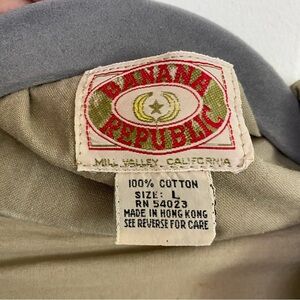 BANANA
REPUBLIC
MILL VALLEY, CALIFORNIA
100% COTTON
SIZE: L
RN 54023
MADE IN HONG KONG
SEE REVERSE FOR CARE